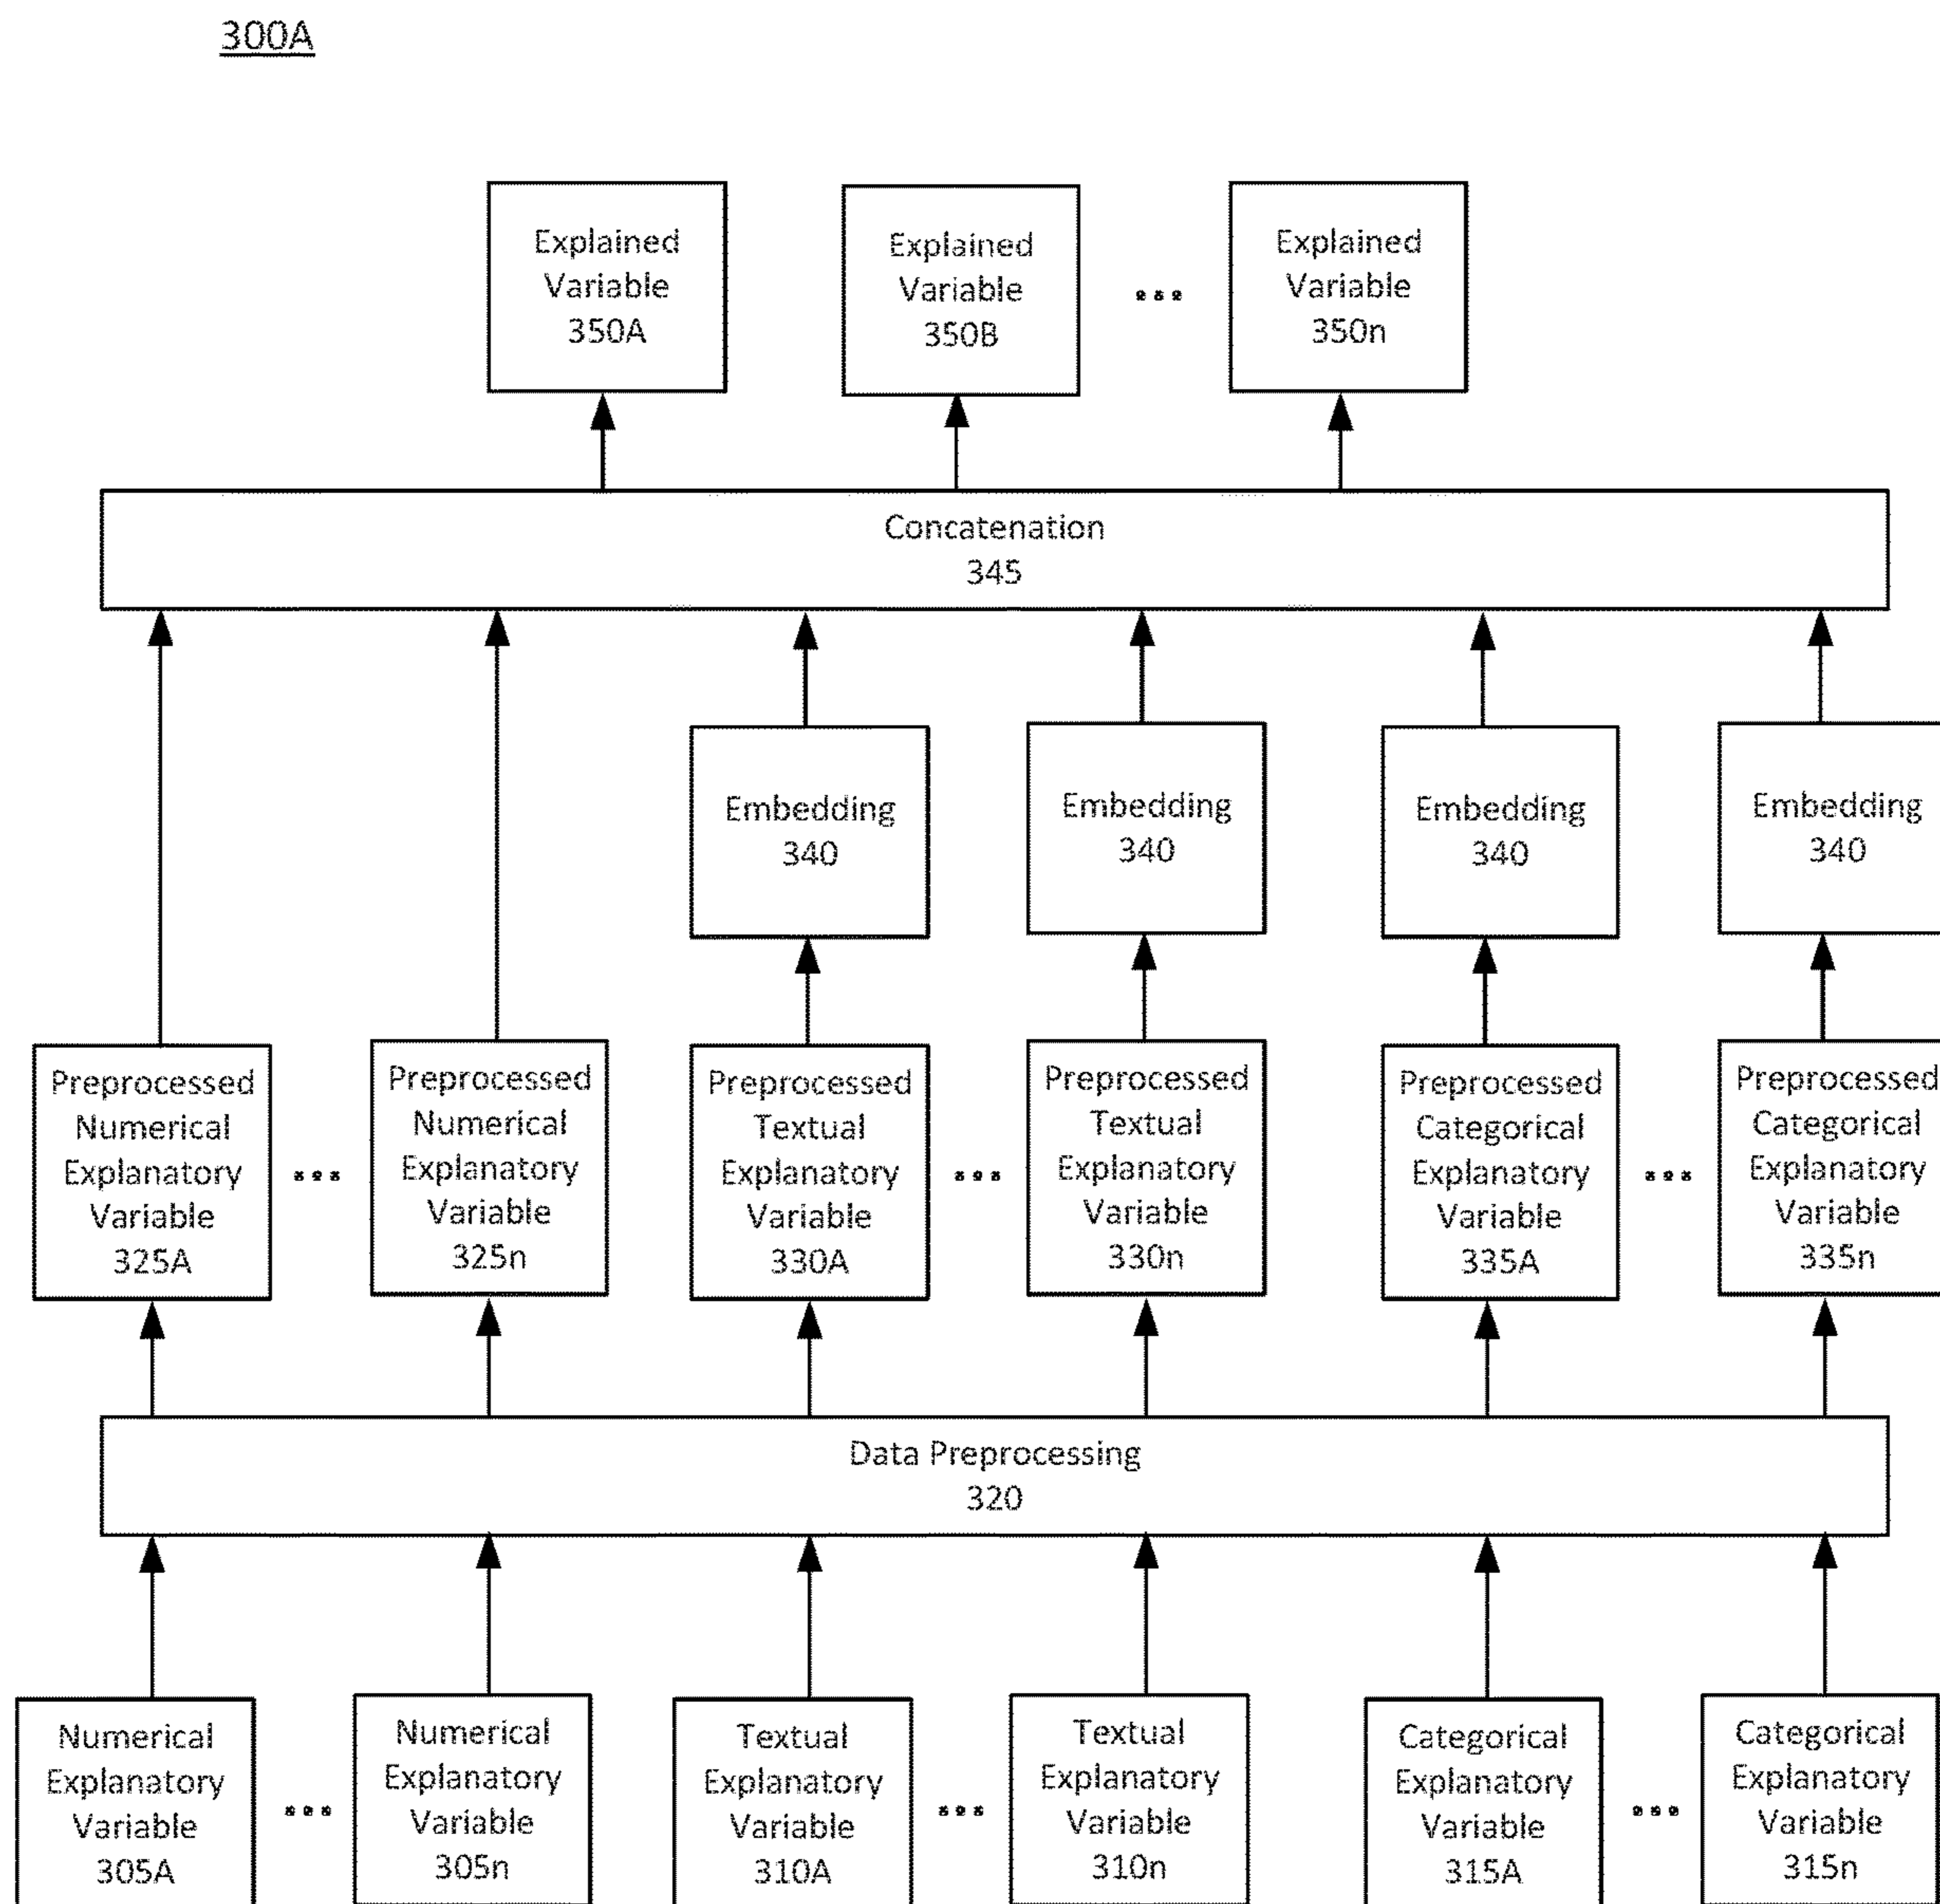 300A
Explained
Variable
350A
Explained
Variable
350B
...
Explained
Variable
350n
Concatenation
345
Embedding
340
Embedding
340
Embedding
340
Embedding
340
Preprocessed
Numerical
Explanatory
Variable
325A
...
Preprocessed
Numerical
Explanatory
Variable
325n
Preprocessed
Textual
Explanatory
Variable
330A
...
Preprocessed
Textual
Explanatory
Variable
330n
Preprocessed
Categorical
Explanatory
Variable
335A
...
Preprocessed
Categorical
Explanatory
Variable
335n
Data Preprocessing
320
Numerical
Explanatory
Variable
305A
...
Numerical
Explanatory
Variable
305n
Textual
Explanatory
Variable
310A
...
Textual
Explanatory
Variable
310n
Categorical
Explanatory
Variable
315A
...
Categorical
Explanatory
Variable
315n